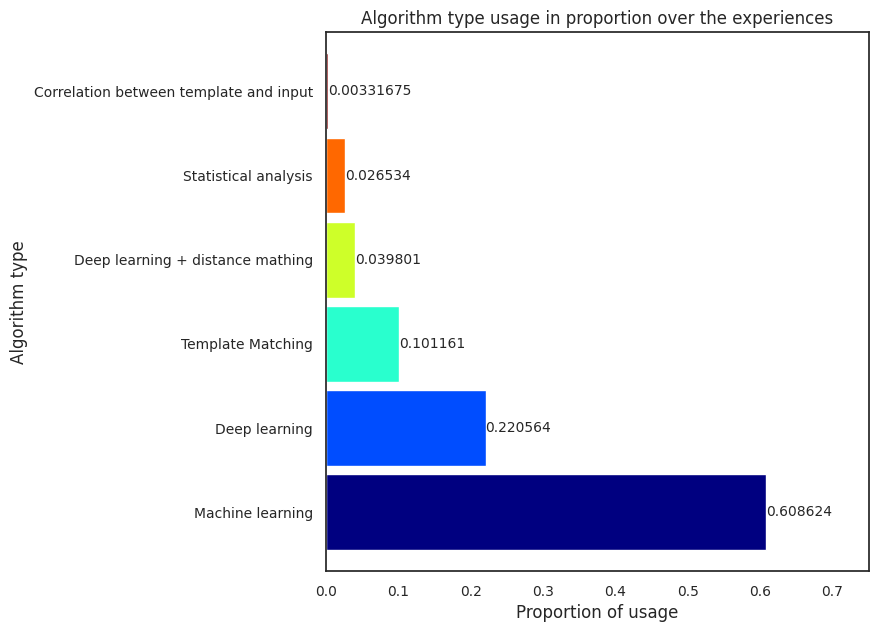 Algorithm type usage in proportion over the experiences
Correlation between template and input
0.00331675
Statistical analysis
0.026534
Deep learning + distance mathing
0.039801
Algorithm type
Template Matching
0.101161
Deep learning
0.220564
Machine learning
0.608624
0.0 0.1 0.2 0.3 0.4 0.5 0.6 0.7
Proportion of usage